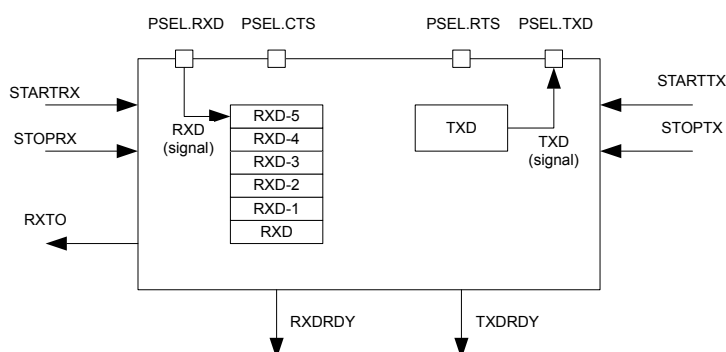 PSEL.RXD
PSEL.CTS
PSEL.RTS
PSEL.TXD
STARTRX
STOPRX
RXTO
RXD
(signal)
RXD-5
RXD-4
RXD-3
RXD-2
RXD-1
RXD
TXD
TXD
(signal)
STARTTX
STOPTX
RXDRDY
TXDRDY